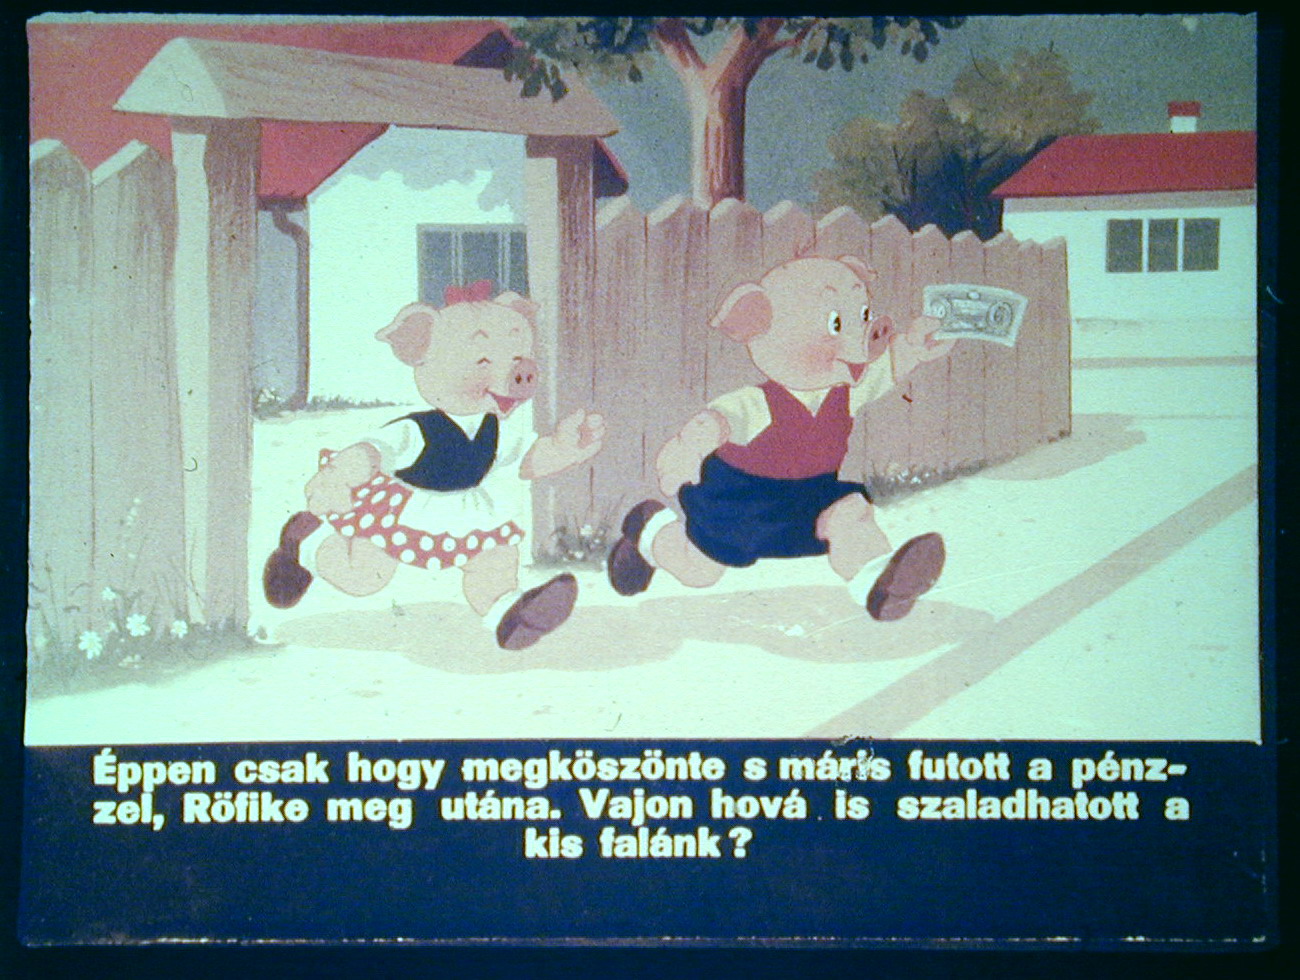 Éppen csak hogy megköszönte s máris futott a pénz-
zel, Röfike meg utána. Vajon hová is szaladhatott a
kis falánk?